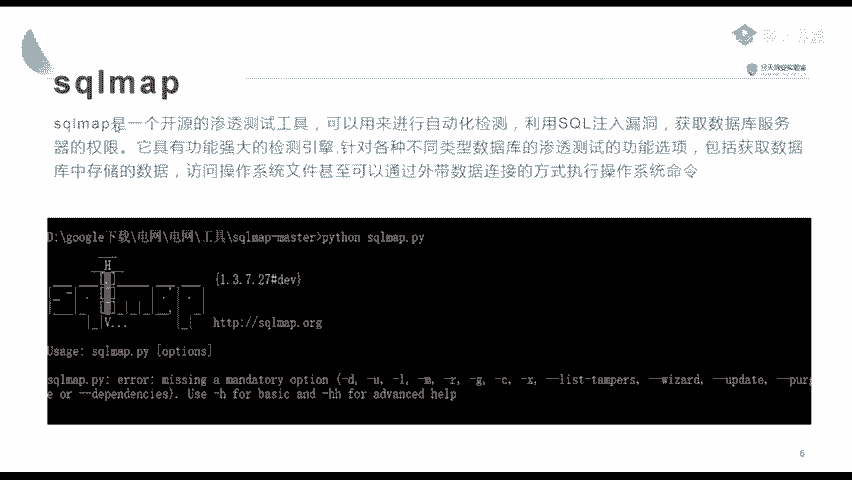 sqlmap
sqlmap是一个开源的渗透测试工具，可以用来进行自动化检测，利用SQL注入漏洞，获取数据库服务
器的权限。它具有功能强大的检测引擎,针对各种不同类型数据库的渗透测试的功能选项，包括获取数据
库中存储的数据，访问操作系统文件甚至可以通过外带数据连接的方式执行操作系统命令
D:\google下载\电网\电网\工具\sqlmap-master>python sqlmap.py
H
{1.3.7.27#dev}
V...
http://sqlmap.org
Usage: sqlmap.py [options]
sqlmap.py: error: missing a mandatory option (-d, -u, -l, -m, -r, -g, -c, -x, --list-tampers, --wizard, --update, --purg
e or --dependencies). Use -h for basic and -hh for advanced help
6